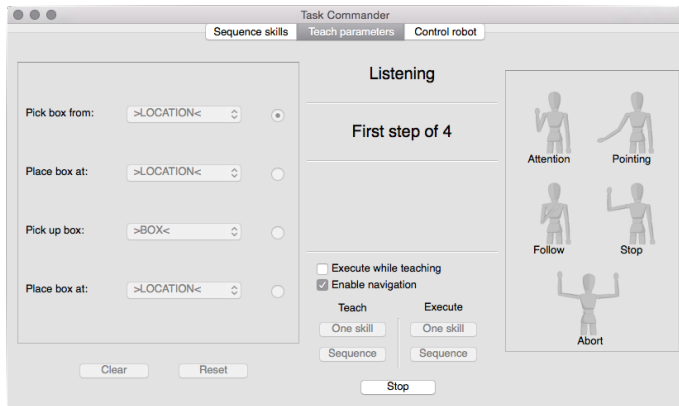 Task Commander
Sequence skills Teach parameters Control robot
Listening
First step of 4
Pick box from: >LOCATION<
Place box at: >LOCATION<
Pick up box: >BOX<
Place box at: >LOCATION<
Clear Reset
Execute while teaching
Enable navigation
Teach Execute
One skill One skill
Sequence Sequence
Stop
Attention Pointing
Follow Stop
Abort